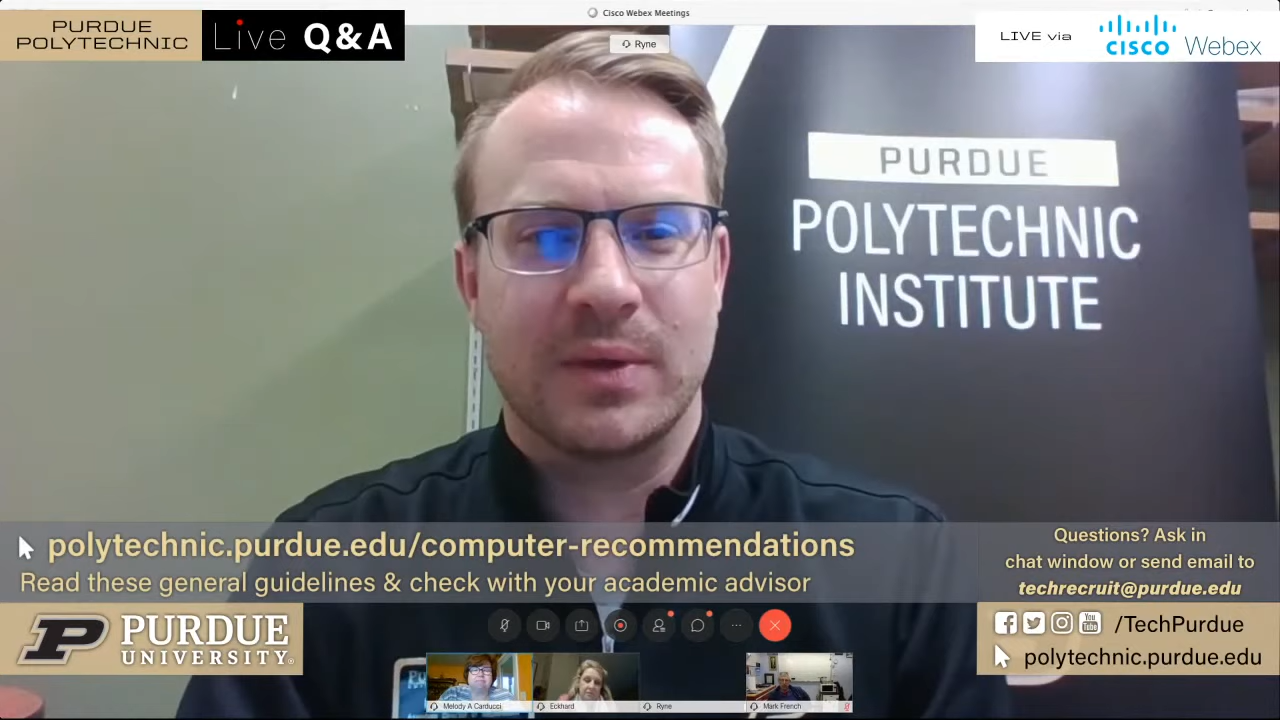 Cisco Webex Meetings
PURDUE
POLYTECHNIC
Live Q&A
Ryne
LIVE via
CISCO Webex
PURDUE
POLYTECHNIC
INSTITUTE
polytechnic.purdue.edu/computer-recommendations
Read these general guidelines & check with your academic advisor
Questions? Ask in
chat window or send email to
techrecruit@purdue.edu
PURDUE
UNIVERSITY®
You
Tube
/TechPurdue
polytechnic.purdue.edu
Melody A Carducci
Eckhard
Ryne
Mark French